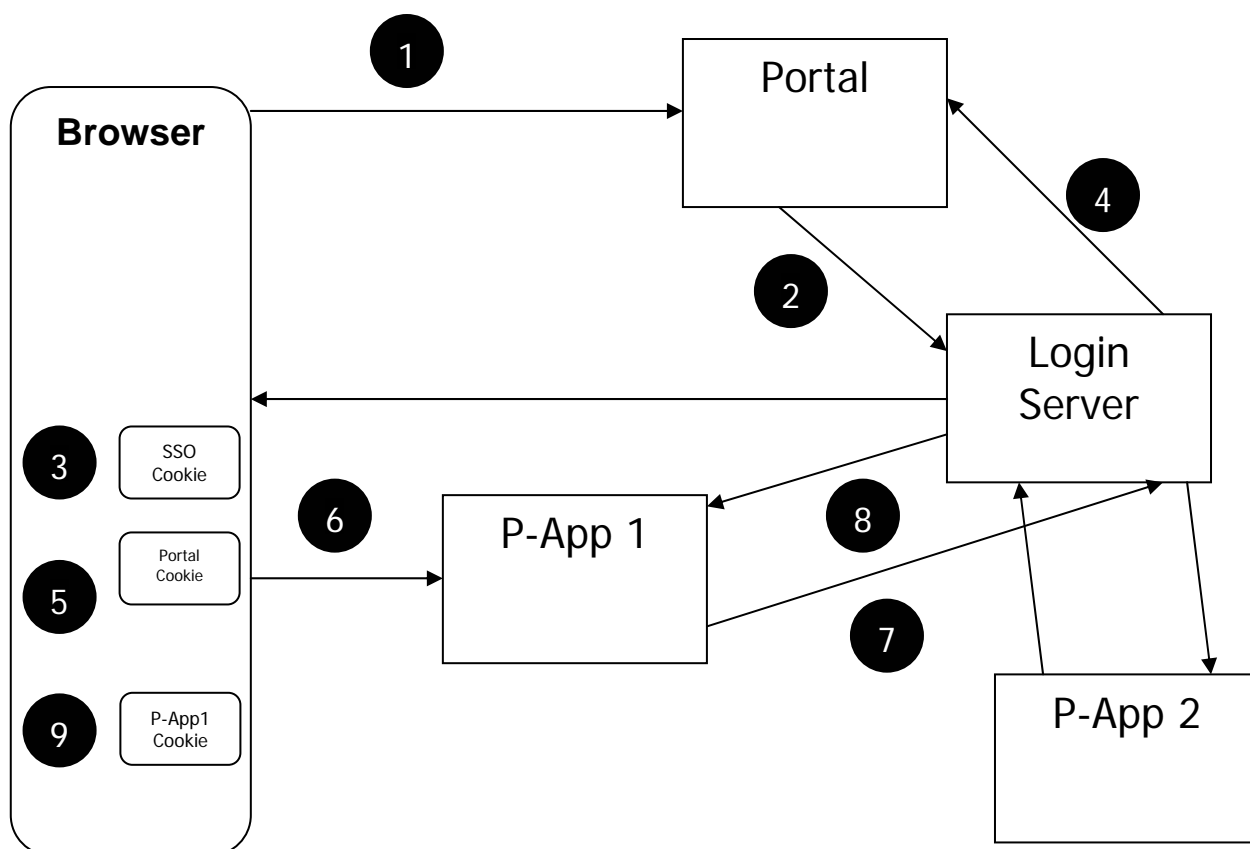 1
Portal
Browser
4
2
Login
Server
3
SSO
Cookie
6
8
P-App 1
Portal
Cookie
5
7
P-App1
Cookie
9
P-App 2